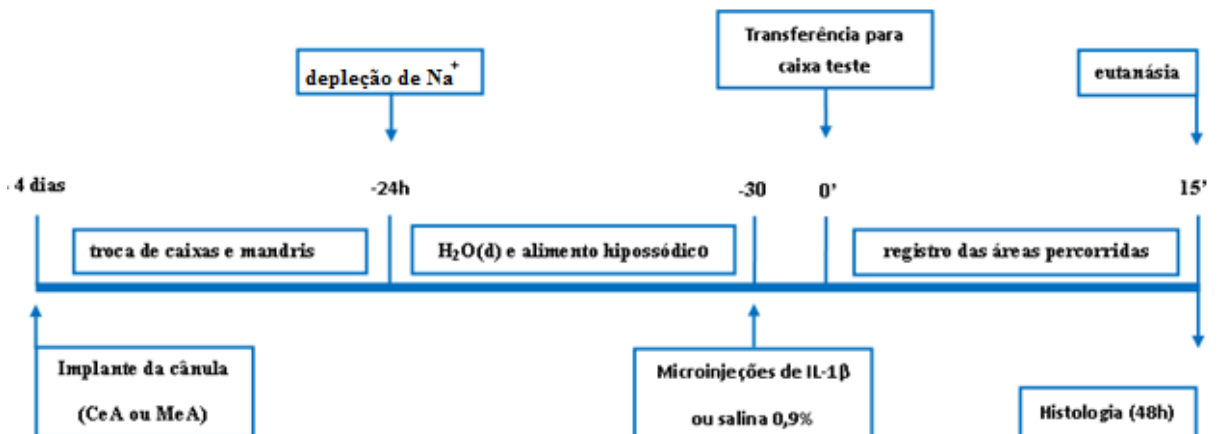 Transferência para
caixa teste
depleção de Na+
eutanásia
- 4 dias
-24h
-30
0'
15'
troca de caixas e mandris
H2O(d) e alimento hipossódico
registro das áreas percorridas
Implante da cânula
(CeA ou MeA)
Microinjeções de IL-1β
ou salina 0,9%
Histologia (48h)